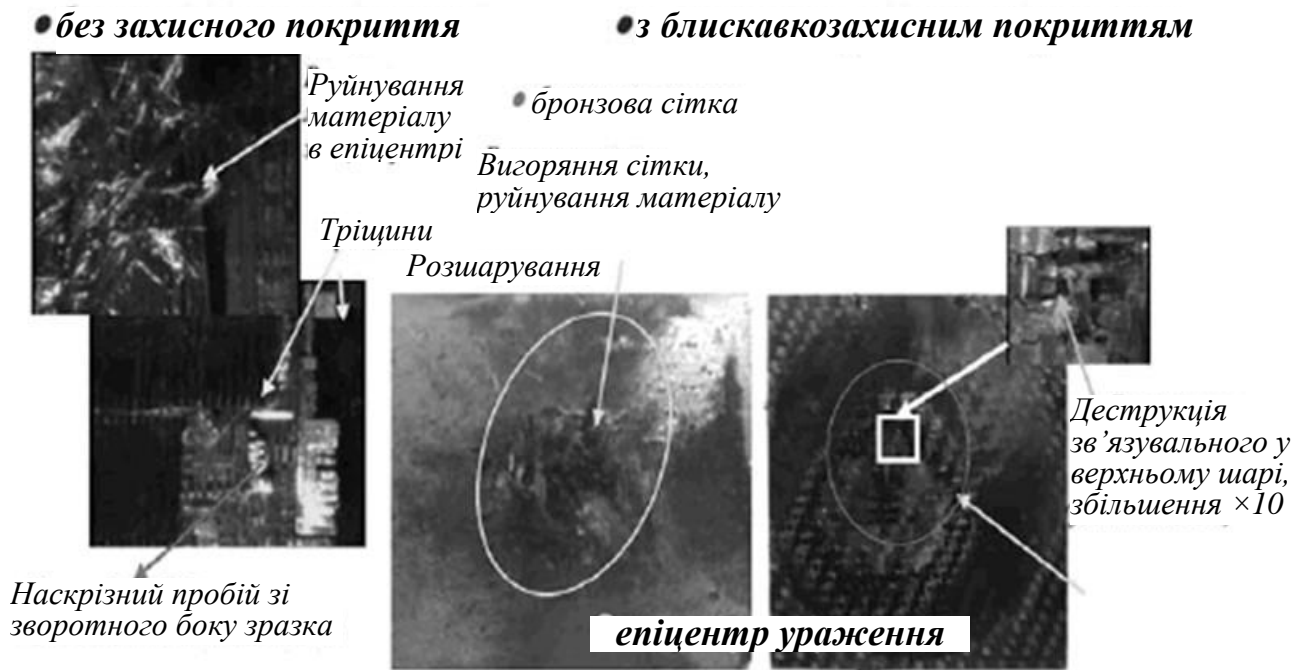 без захисного покриття
з блискавкозахисним покриттям
Руйнування
матеріалу
в епіцентрі
бронзова сітка
Вигоряння сітки,
руйнування матеріалу
Тріщини
Розшарування
Деструкція
зв’язувального у
верхньому шарі,
збільшення ×10
Наскрізний пробій зі
зворотного боку зразка
епіцентр ураження